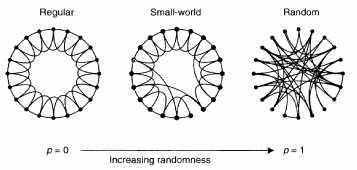 Regular Small-world Random
p = 0 p = 1
Increasing randomness